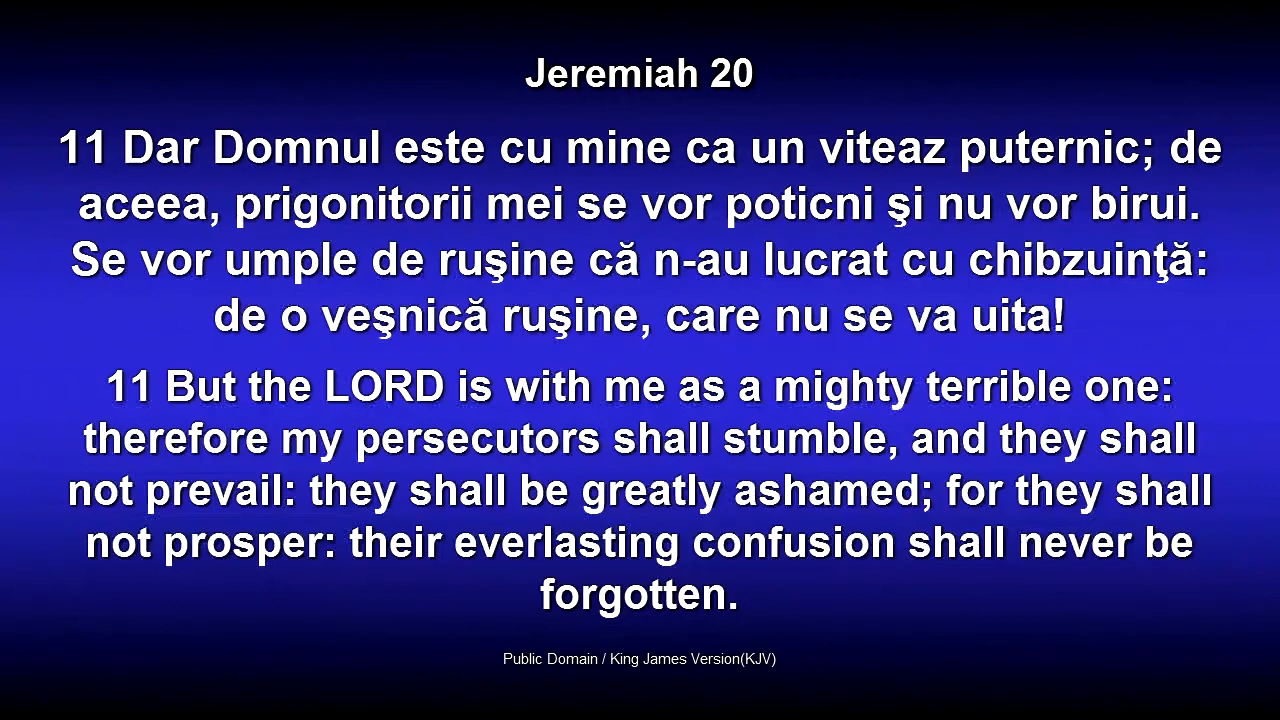 Jeremiah 20
11 Dar Domnul este cu mine ca un viteaz puternic; de
aceea, prigonitorii mei se vor poticni şi nu vor birui.
Se vor umple de ruşine că n-au lucrat cu chibzuinţă:
de o veşnică ruşine, care nu se va uita!
11 But the LORD is with me as a mighty terrible one:
therefore my persecutors shall stumble, and they shall
not prevail: they shall be greatly ashamed; for they shall
not prosper: their everlasting confusion shall never be
forgotten.
Public Domain / King James Version(KJV)